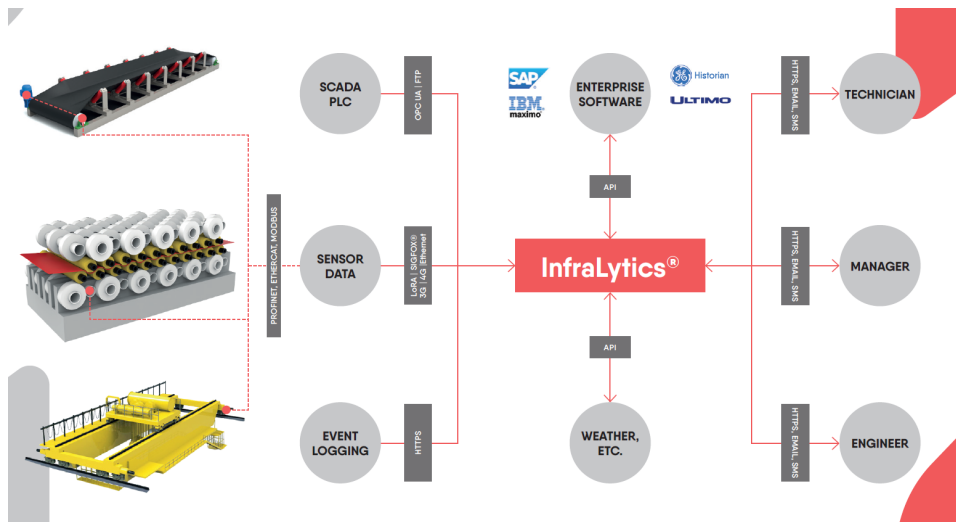 SCADA
PLC
OPC UA | FTP
SAP
IBM
maximo
ENTERPRISE
SOFTWARE
GE
Historian
ULTIMO
HTTPS, EMAIL, SMS
TECHNICIAN
API
PROFINET, ETHERCAT, MODBUS
SENSOR
DATA
LoRA | SIGFOX®
3G | 4G |Ethernet
InfraLytics®
HTTPS, EMAIL, SMS
MANAGER
API
EVENT
LOGGING
HTTPS
WEATHER,
ETC.
HTTPS, EMAIL, SMS
ENGINEER